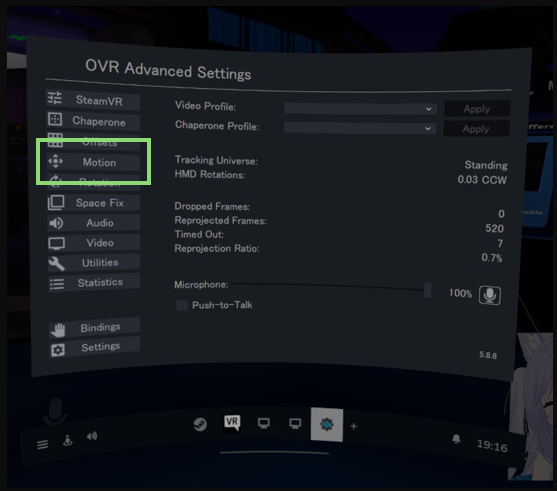 OVR Advanced Settings
SteamVR
Chaperone
Offsets
Motion
Rotation
Space Fix
Audio
Video
Utilities
Statistics
Bindings
Settings
Video Profile:
Apply
Chaperone Profile:
Apply
Tracking Universe: Standing
HMD Rotations: 0.03 CCW
Dropped Frames: 0
Reprojected Frames: 520
Timed Out: 7
Reprojection Ratio: 0.7%
Microphone: 100%
Push-to-Talk
5.8.6
VR
+
19:16